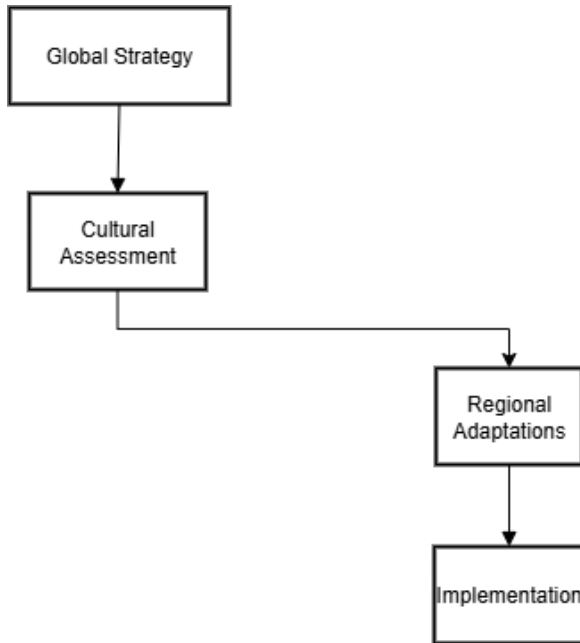 Global Strategy
Cultural
Assessment
Regional
Adaptations
Implementation